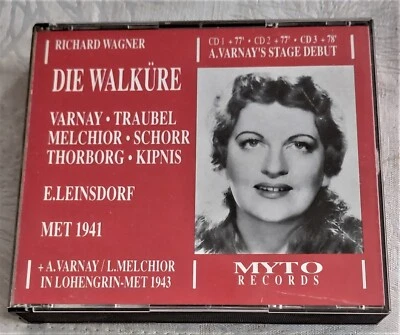 RICHARD WAGNER
CD 1 + 77' • CD 2 + 77' • CD 3 + 78'
A.VARNAY'S STAGE DEBUT
DIE WALKÜRE
VARNAY • TRAUBEL
MELCHIOR • SCHORR
THORBORG • KIPNIS
E.LEINSDORF
MET 1941
+ A.VARNAY / L.MELCHIOR
IN LOHENGRIN-MET 1943
MYTO
RECORDS